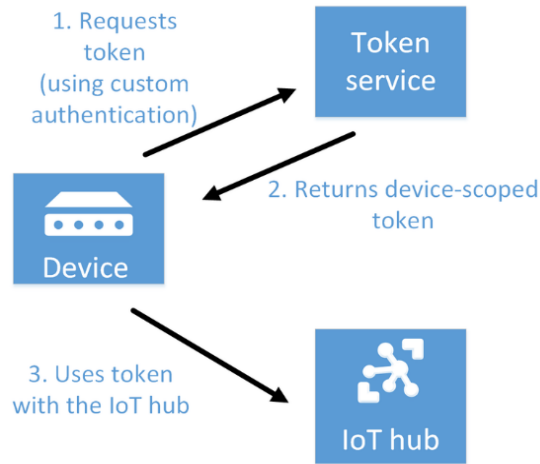 1. Requests
token
(using custom
authentication)
Token
service
2. Returns device-scoped
token
Device
3. Uses token
with the IoT hub
IoT hub